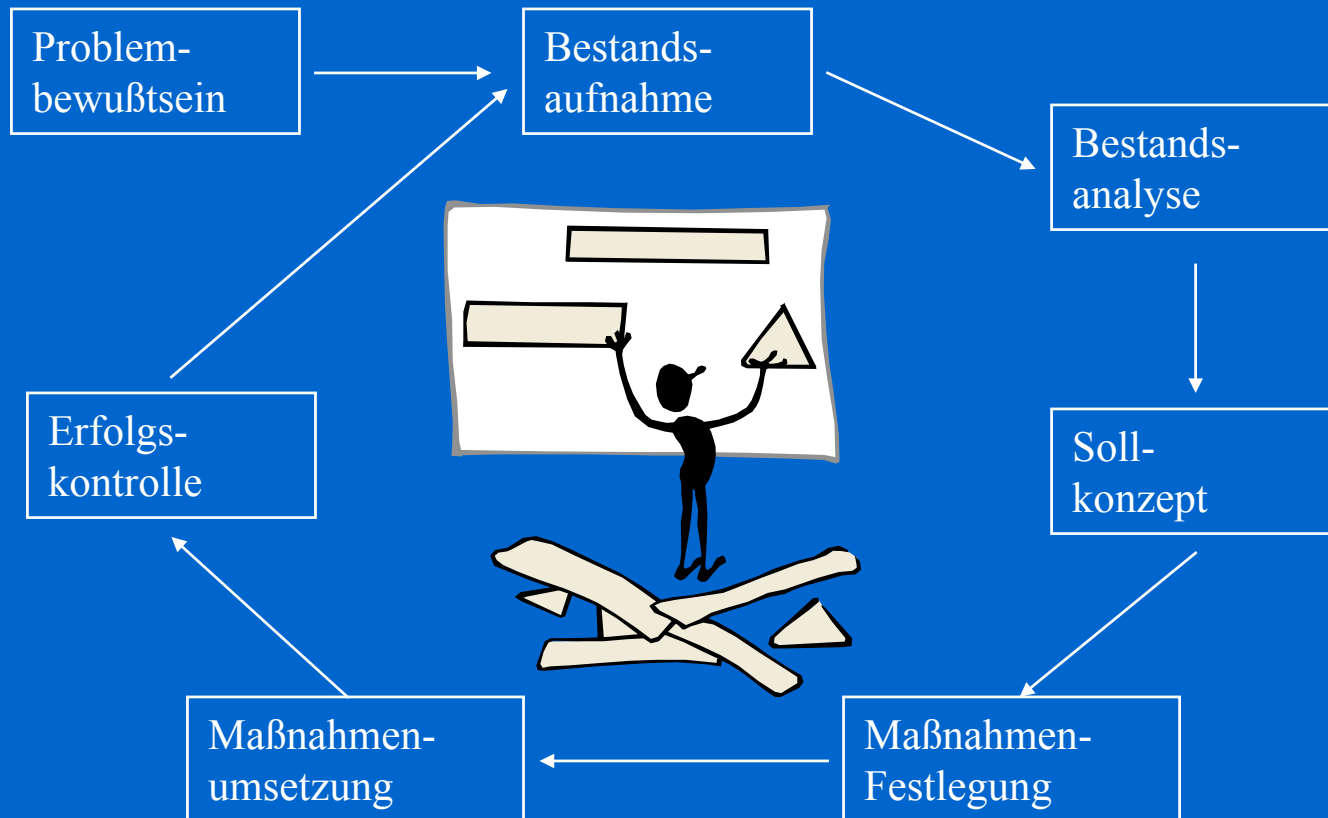 Problem-
bewußtsein
Bestands-
aufnahme
Bestands-
analyse
Soll-
konzept
Maßnahmen-
Festlegung
Maßnahmen-
umsetzung
Erfolgs-
kontrolle